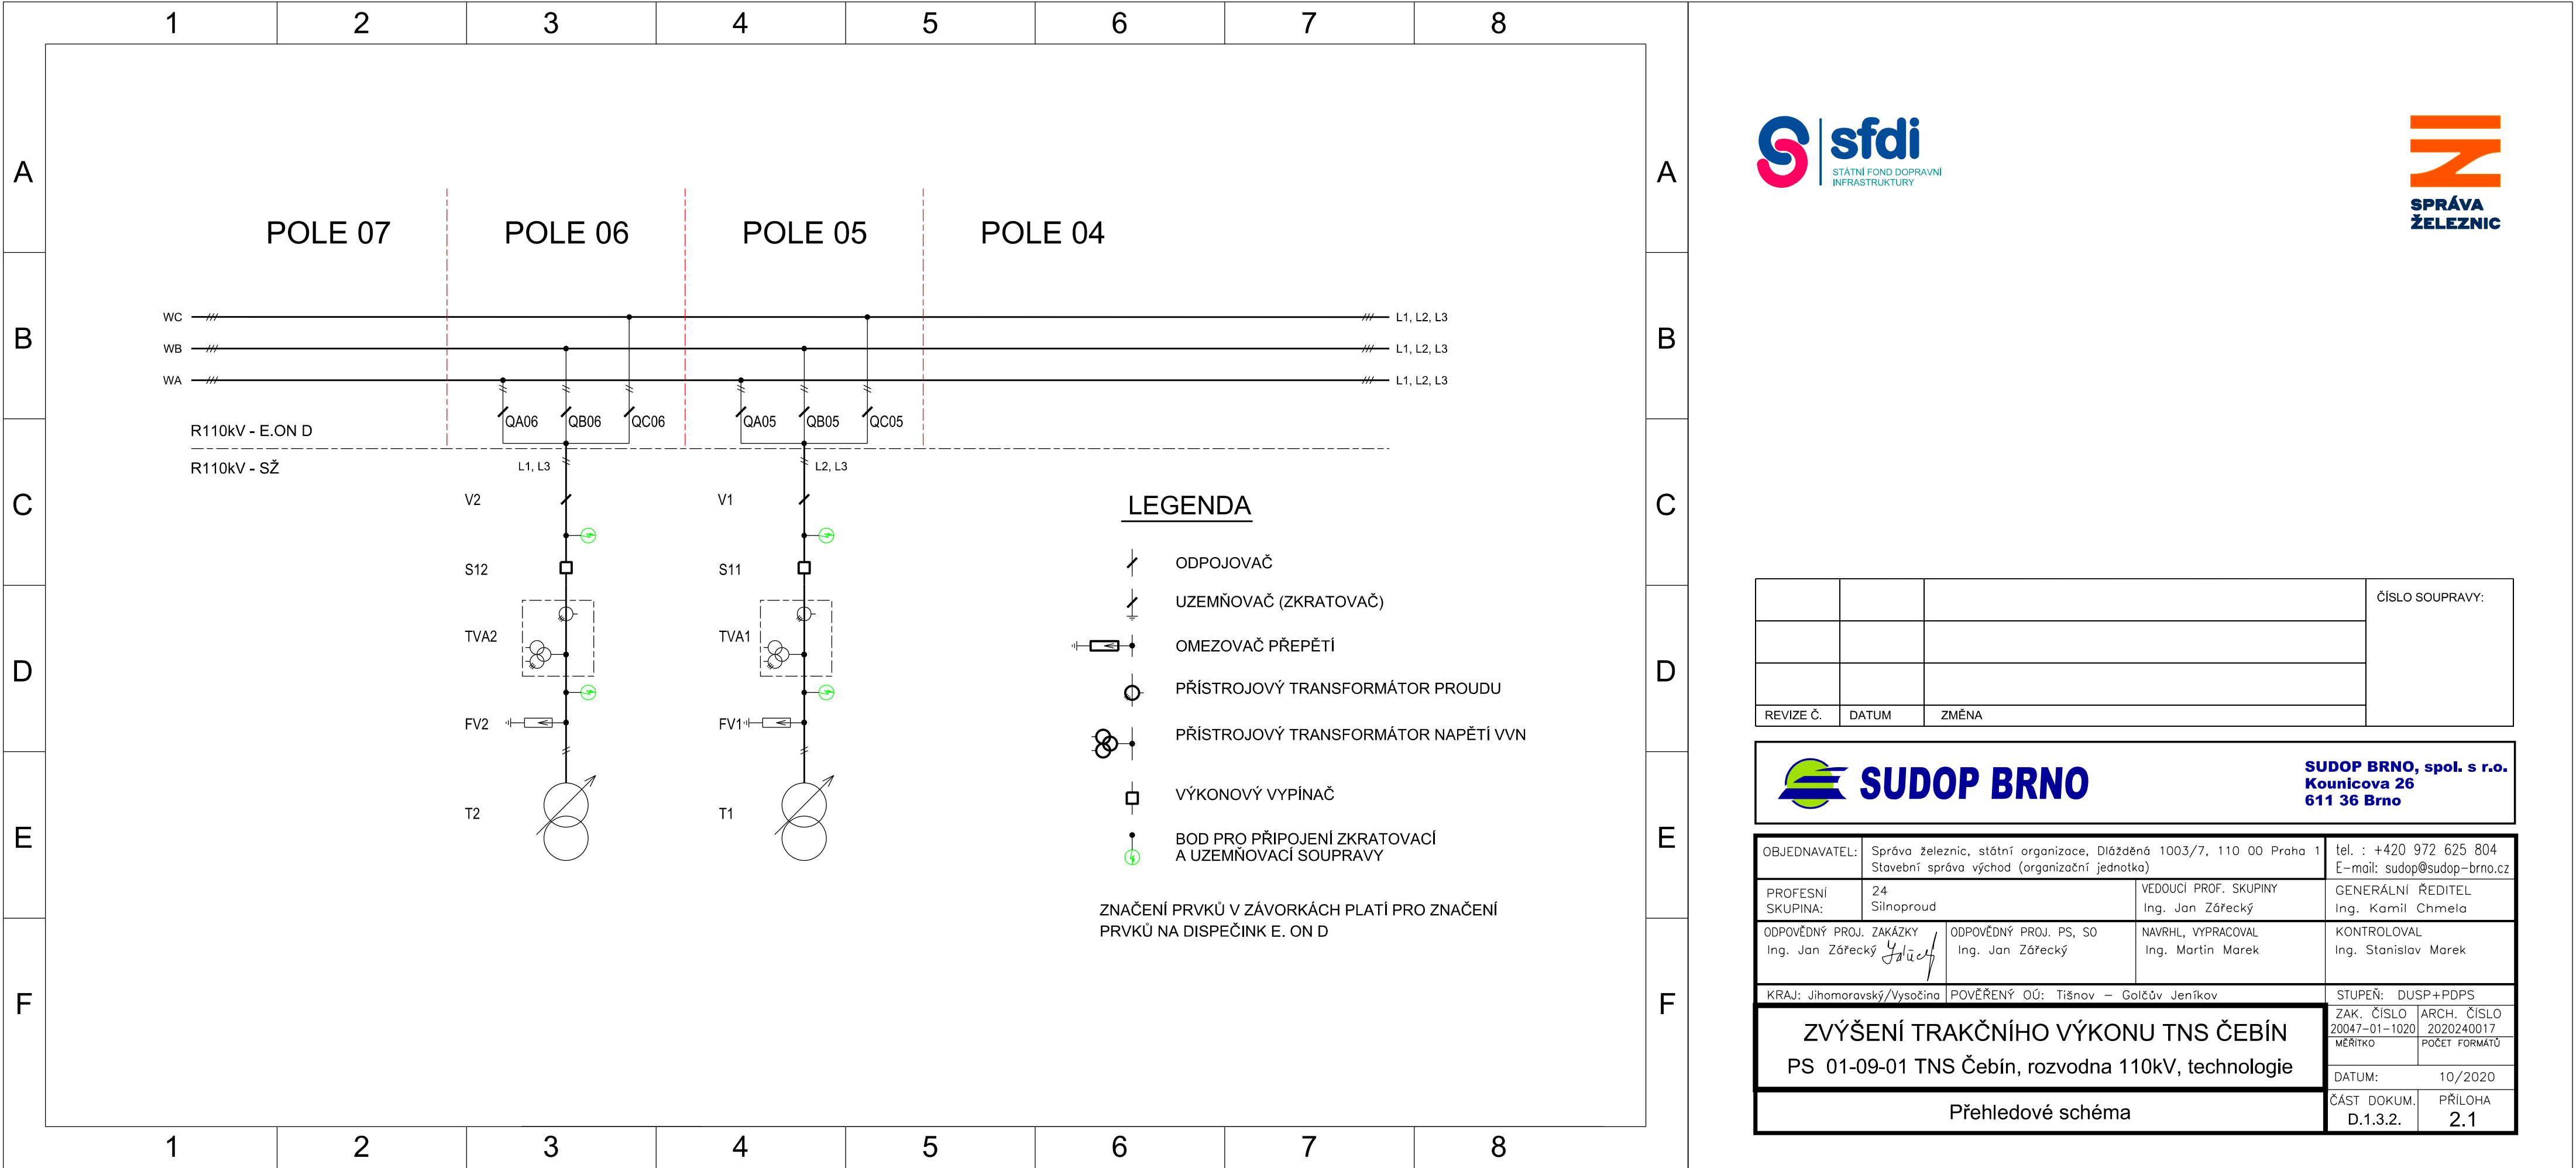 1 2 3 4 5 6 7 8
A
A
POLE 07 POLE 06 POLE 05 POLE 04
B
B
WC L1, L2, L3
WB L1, L2, L3
WA L1, L2, L3
QA06 QB06 QC06 QA05 QB05 QC05
R110kV - E.ON D
R110kV - SŽ
L1, L3 L2, L3
C
C
V2 V1
S12 S11
D
D
TVA2 TVA1
FV2 FV1
E
E
T2 T1
F
F
LEGENDA
ODPOJOVAČ
UZEMŇOVAČ (ZKRATOVAČ)
OMEZOVAČ PŘEPĚTÍ
PŘÍSTROJOVÝ TRANSFORMÁTOR PROUDU
PŘÍSTROJOVÝ TRANSFORMÁTOR NAPĚTÍ VVN
VÝKONOVÝ VYPÍNAČ
BOD PRO PŘIPOJENÍ ZKRATOVACÍ
A UZEMŇOVACÍ SOUPRAVY
ZNAČENÍ PRVKŮ V ZÁVORKÁCH PLATÍ PRO ZNAČENÍ
PRVKŮ NA DISPEČINK E. ON D
1 2 3 4 5 6 7 8
sfdi
STÁTNÍ FOND DOPRAVNÍ
INFRASTRUKTURY
SPRÁVA
ŽELEZNIC
ČÍSLO SOUPRAVY:
REVIZE Č. DATUM ZMĚNA
SUDOP BRNO
SUDOP BRNO, spol. s r.o.
Kounicova 26
611 36 Brno
OBJEDNAVATEL:
Správa železnic, státní organizace, Dlážděná 1003/7, 110 00 Praha 1
Stavební správa východ (organizační jednotka)
tel. : +420 972 625 804
E-mail: sudop@sudop-brno.cz
PROFESNÍ
SKUPINA:
24
Silnoproud
VEDOUCÍ PROF. SKUPINY
Ing. Jan Zářecký
GENERÁLNÍ ŘEDITEL
Ing. Kamil Chmela
ODPOVĚDNÝ PROJ. ZAKÁZKY
Ing. Jan Zářecký
ODPOVĚDNÝ PROJ. PS, SO
Ing. Jan Zářecký
NAVRHL, VYPRACOVAL
Ing. Martin Marek
KONTROLOVAL
Ing. Stanislav Marek
KRAJ: Jihomoravský/Vysočina
POVĚŘENÝ OÚ: Tišnov – Golčův Jeníkov
STUPEŇ: DUSP+PDPS
ZVÝŠENÍ TRAKČNÍHO VÝKONU TNS ČEBÍN
PS 01-09-01 TNS Čebín, rozvodna 110kV, technologie
ZAK. ČÍSLO
20047-01-1020
ARCH. ČÍSLO
2020240017
MĚŘÍTKO
POČET FORMÁTŮ
DATUM: 10/2020
Přehledové schéma
ČÁST DOKUM.
D.1.3.2.
PŘÍLOHA
2.1